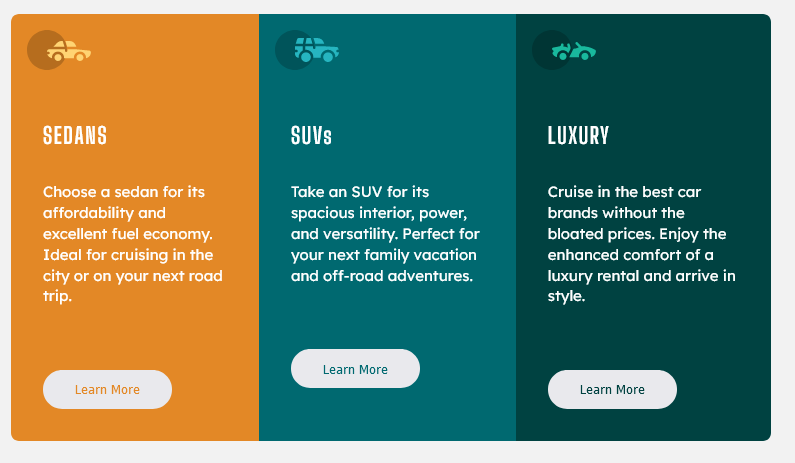 SEDANS
Choose a sedan for its
affordability and
excellent fuel economy.
Ideal for cruising in the
city or on your next road
trip.
Learn More
SUVs
Take an SUV for its
spacious interior, power,
and versatility. Perfect for
your next family vacation
and off-road adventures.
Learn More
LUXURY
Cruise in the best car
brands without the
bloated prices. Enjoy the
enhanced comfort of a
luxury rental and arrive in
style.
Learn More